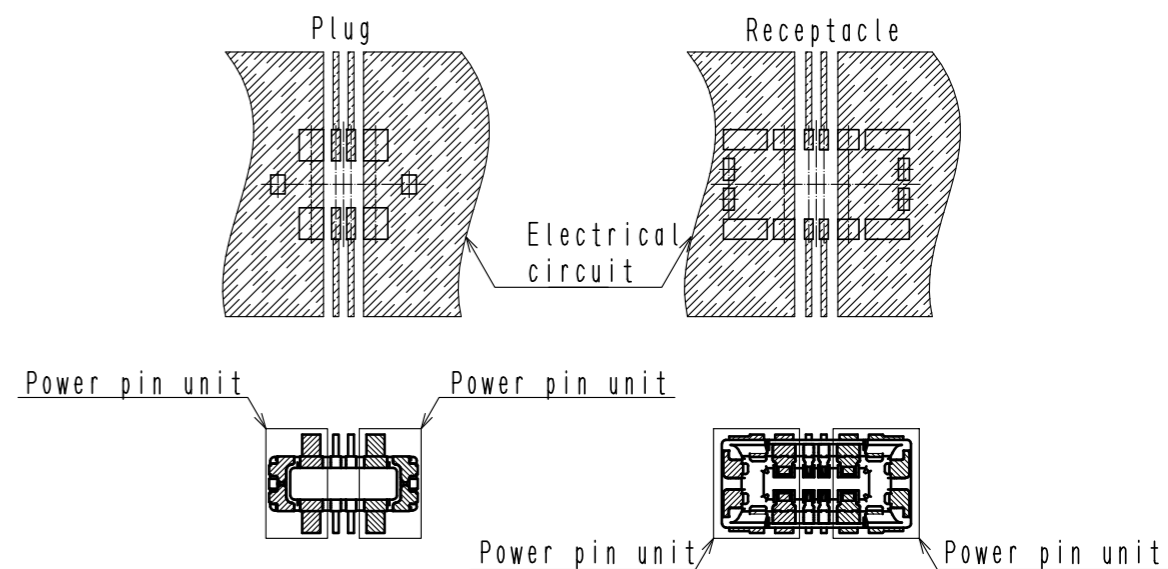 Plug
Receptacle
Electrical
circuit
Power pin unit
Power pin unit
Power pin unit
Power pin unit